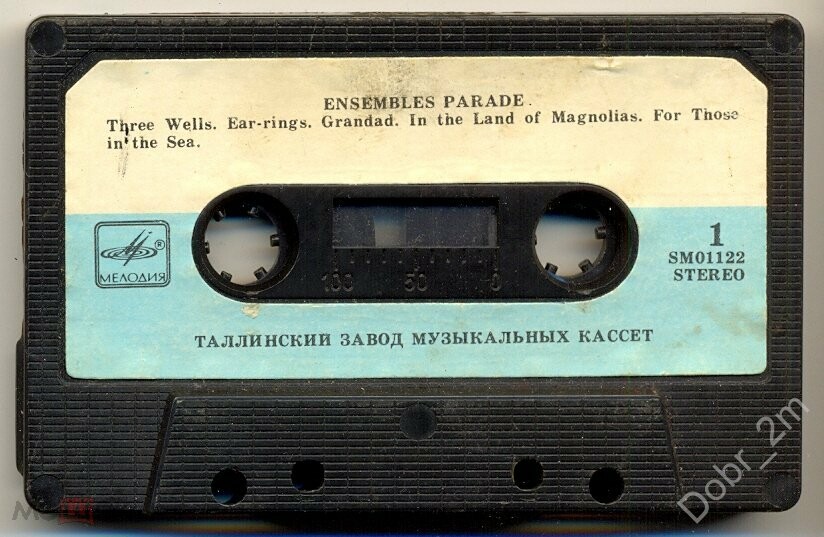 ENSEMBLES PARADE.
Three Wells. Ear-rings. Grandad. In the Land of Magnolias. For Those
in the Sea.
®
МЕЛОДИЯ
1
SM01122
STEREO
100 50 0
ТАЛЛИНСКИЙ ЗАВОД МУЗЫКАЛЬНЫХ КАССЕТ
Dobr_2m